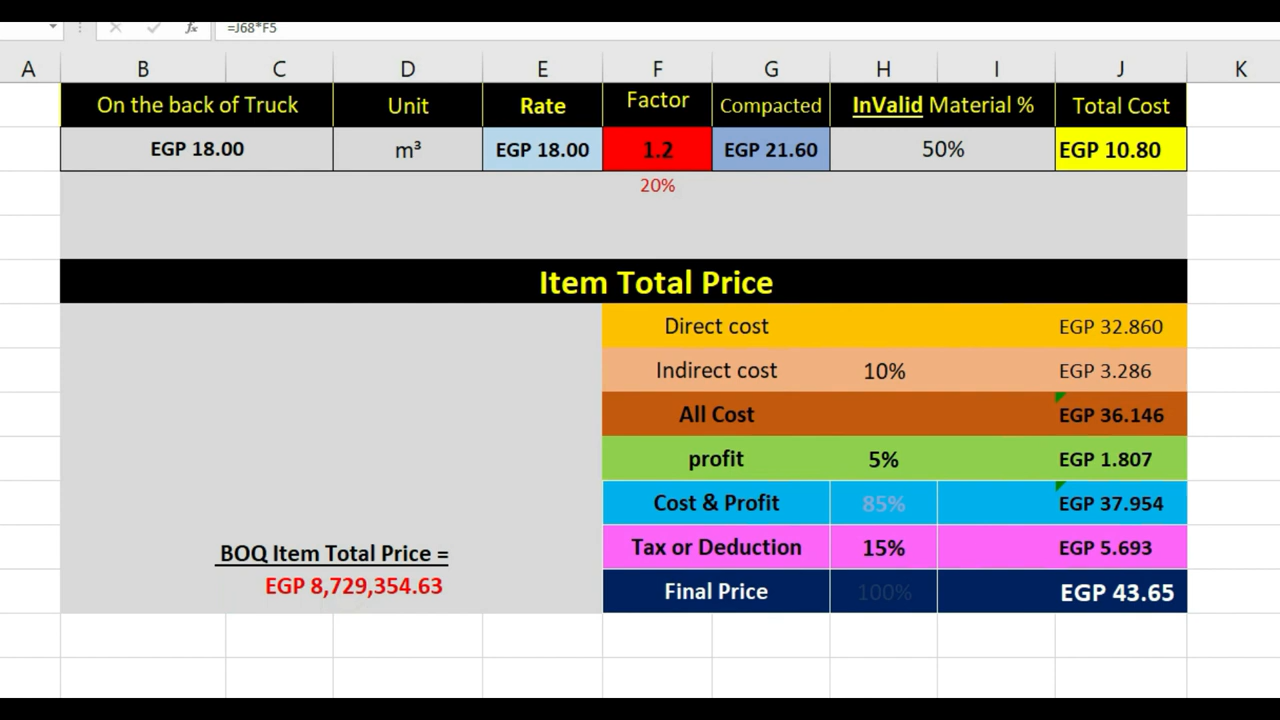 fx =J68*F5
A B C D E F G H I J K
On the back of Truck Unit Rate Factor Compacted InValid Material % Total Cost
EGP 18.00 m³ EGP 18.00 1.2 EGP 21.60 50% EGP 10.80
20%
Item Total Price
Direct cost EGP 32.860
Indirect cost 10% EGP 3.286
All Cost EGP 36.146
profit 5% EGP 1.807
Cost & Profit 85% EGP 37.954
Tax or Deduction 15% EGP 5.693
BOQ Item Total Price =
EGP 8,729,354.63
Final Price 100% EGP 43.65